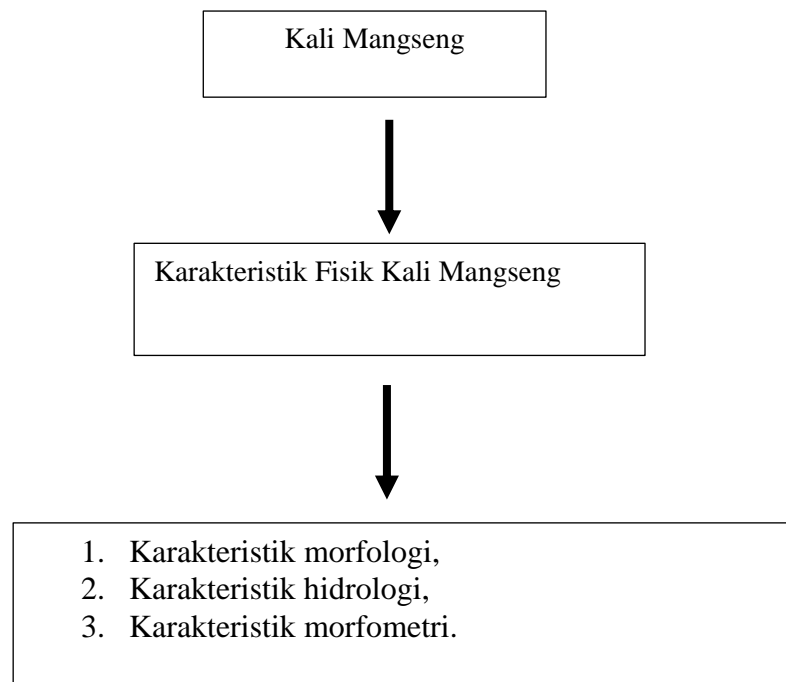 Kali Mangseng
Karakteristik Fisik Kali Mangseng
1. Karakteristik morfologi,
2. Karakteristik hidrologi,
3. Karakteristik morfometri.